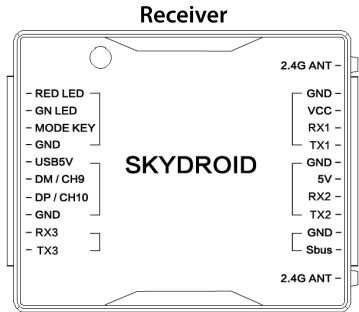 Receiver
RED LED
GN LED
MODE KEY
GND
USB5V
DM / CH9
DP / CH10
GND
RX3
TX3
SKYDROID
2.4G ANT
GND
VCC
RX1
TX1
GND
5V
RX2
TX2
GND
Sbus
2.4G ANT